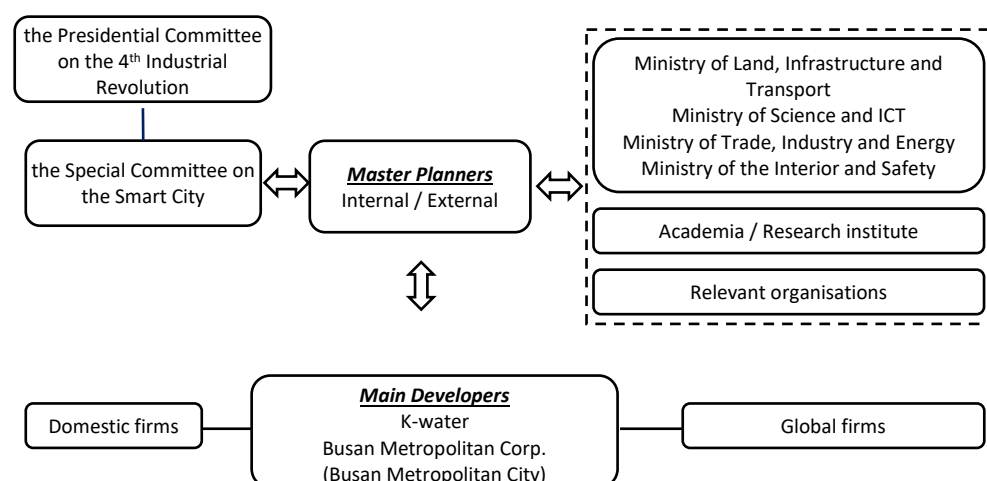 the Presidential Committee
on the 4th Industrial
Revolution
the Special Committee on
the Smart City
Master Planners
Internal / External
Ministry of Land, Infrastructure and
Transport
Ministry of Science and ICT
Ministry of Trade, Industry and Energy
Ministry of the Interior and Safety
Academia / Research institute
Relevant organisations
Domestic firms
Main Developers
K-water
Busan Metropolitan Corp.
(Busan Metropolitan City)
Global firms